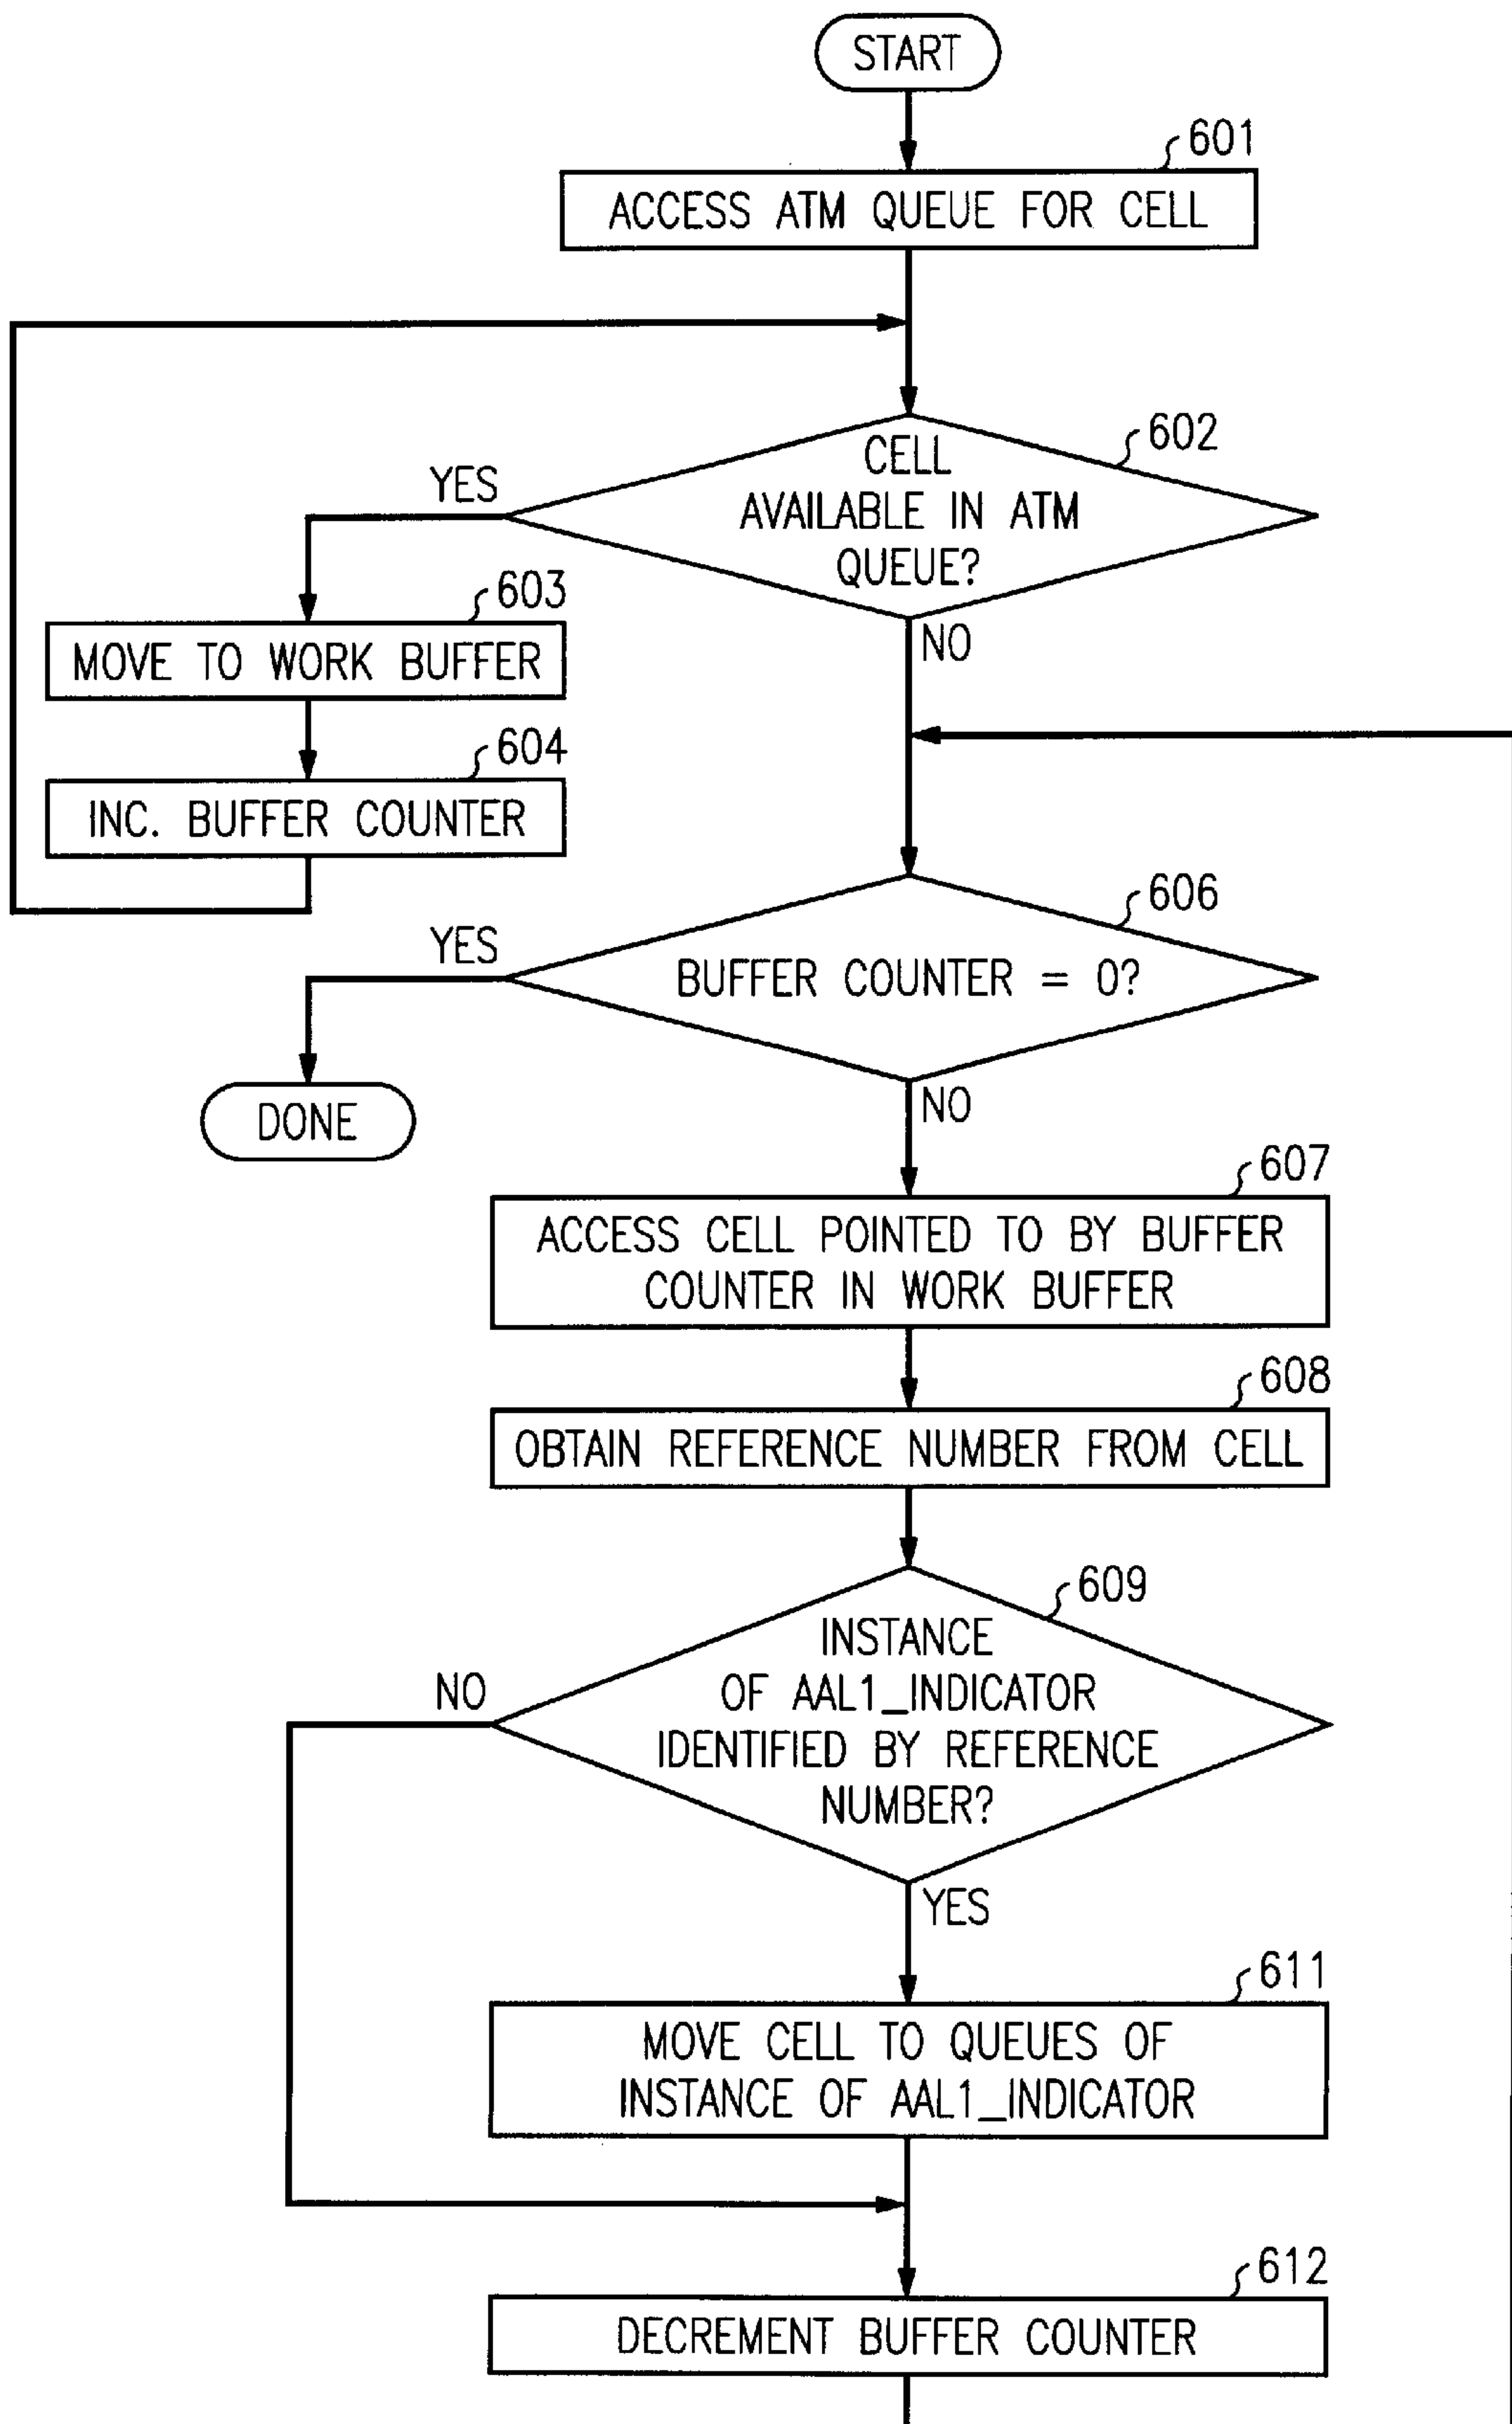 START
601
ACCESS ATM QUEUE FOR CELL
602
CELL
AVAILABLE IN ATM
QUEUE?
YES
NO
603
MOVE TO WORK BUFFER
604
INC. BUFFER COUNTER
606
BUFFER COUNTER = 0?
YES
NO
DONE
607
ACCESS CELL POINTED TO BY BUFFER
COUNTER IN WORK BUFFER
608
OBTAIN REFERENCE NUMBER FROM CELL
609
INSTANCE
OF AAL1_INDICATOR
IDENTIFIED BY REFERENCE
NUMBER?
NO
YES
611
MOVE CELL TO QUEUES OF
INSTANCE OF AAL1_INDICATOR
612
DECREMENT BUFFER COUNTER